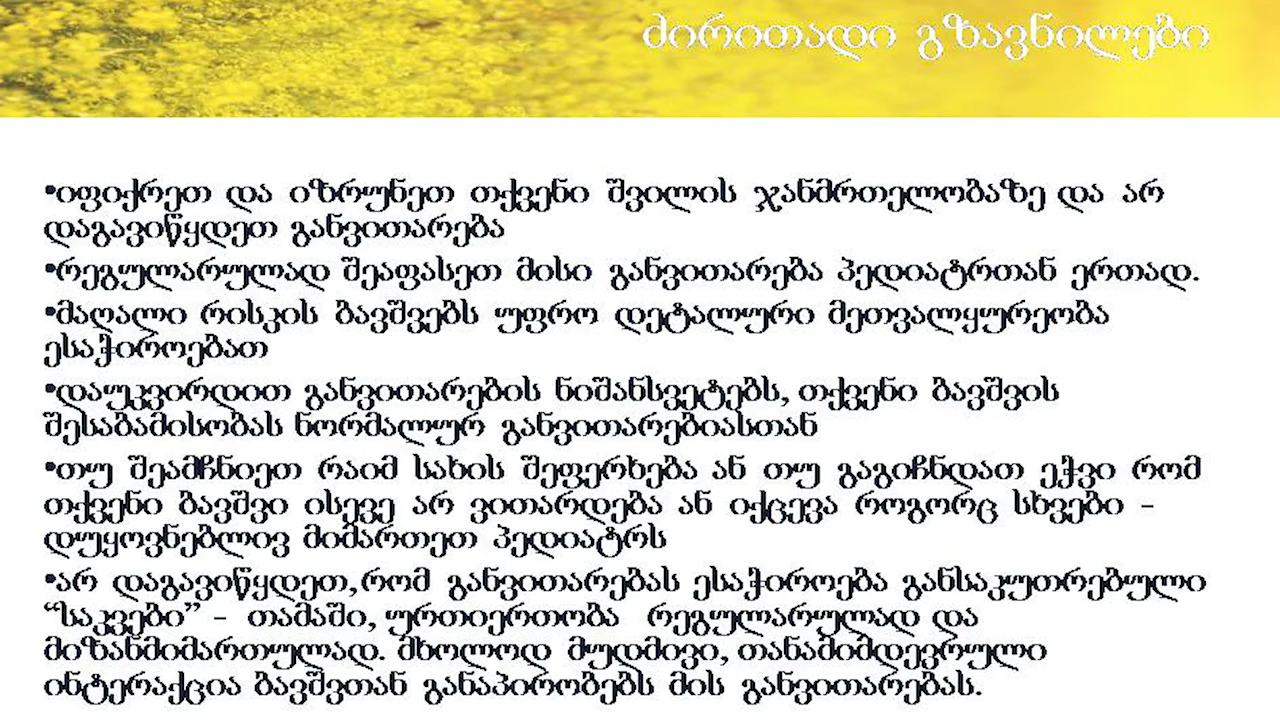 ძირითადი გზავნილები
•იფიქრეთ და იზრუნეთ თქვენი შვილის ჯანმრთელობაზე და არ
დაგავიწყდეთ განვითარება
•რეგულარულად შეაფასეთ მისი განვითარება პედიატრთან ერთად.
•მაღალი რისკის ბავშვებს უფრო დეტალური მეთვალყურეობა
ესაჭიროებათ
•დაუკვირდით განვითარების ნიშანსვეტებს, თქვენი ბავშვის
შესაბამისობას ნორმალურ განვითარებიასთან
•თუ შეამჩნიეთ რაიმ სახის შეფერხება ან თუ გაგიჩნდათ ეჭვი რომ
თქვენი ბავშვი ისევე არ ვითარდება ან იქცევა როგორც სხვები -
დუყოვნებლივ მიმართეთ პედიატრს
•არ დაგავიწყდეთ,რომ განვითარებას ესაჭიროება განსაკუთრებული
“საკვები” - თამაში, ურთიერთობა რეგულარულად და
მიზანმიმართულად. მხოლოდ მუდმივი, თანამიმდევრული
ინტერაქცია ბავშვთან განაპირობებს მის განვითარებას.